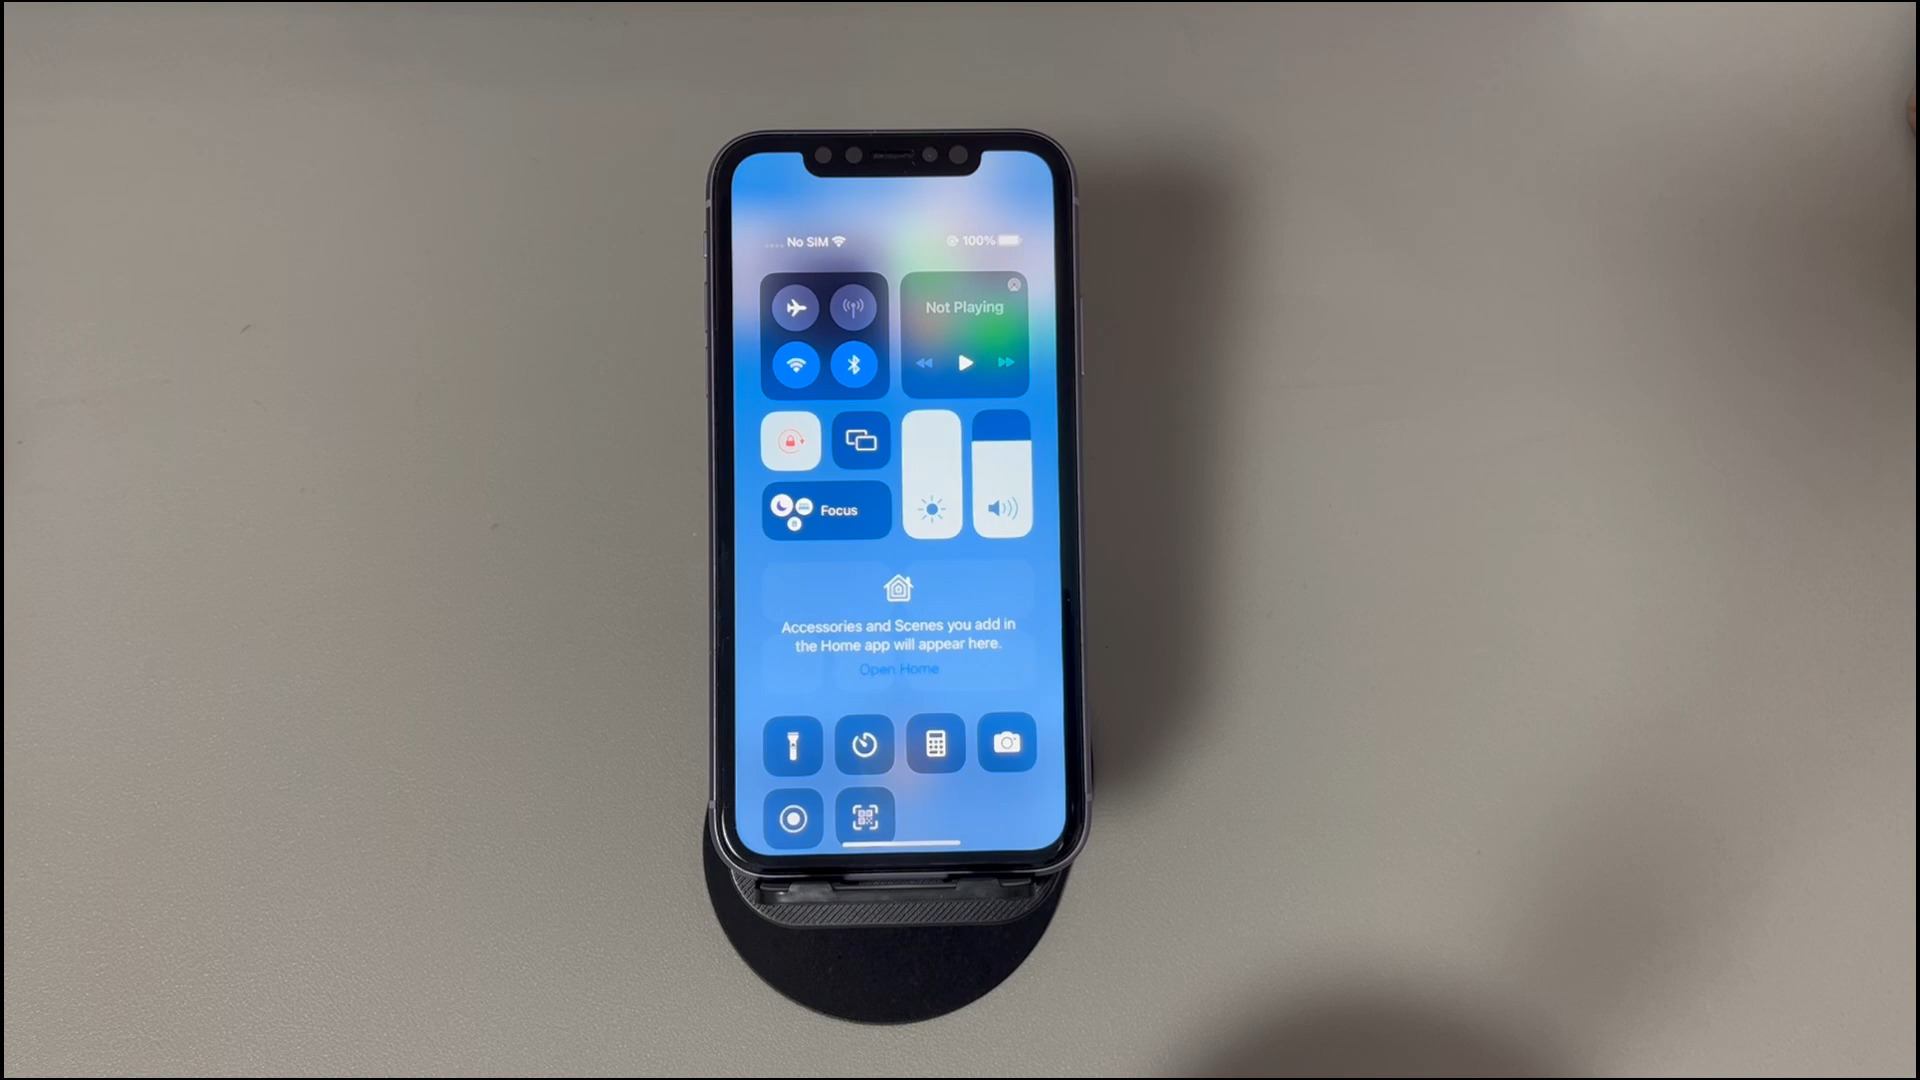 No SIM 100%
Not Playing
Focus
Accessories and Scenes you add in
the Home app will appear here.
Open Home